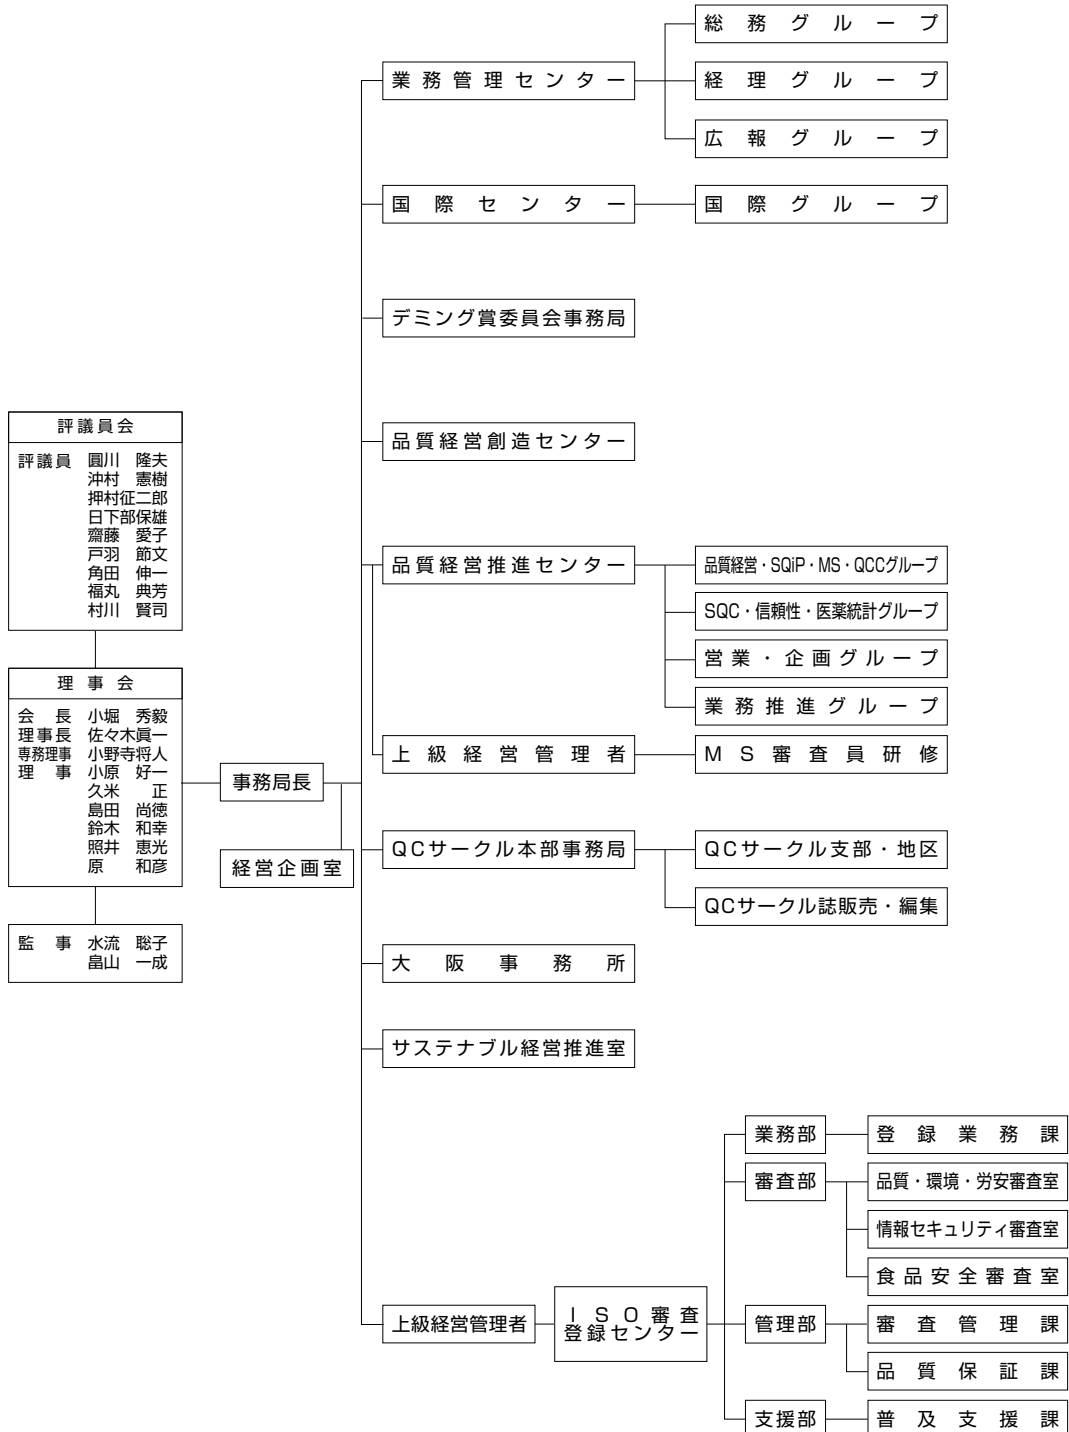 総務グループ
業務管理センター
経理グループ
広報グループ
国際センター
国際グループ
デミング賞委員会事務局
評議員会
評議員 圓川 隆夫
沖村 憲樹
押村征二郎
日下部保雄
齋藤 愛子
戸羽 節文
角田 伸一
福丸 典芳
村川 賢司
理事会
会長 小堀 秀毅
理事長 佐々木眞一
専務理事 小野寺将人
理事 小原 好一
久米 正
島田 尚徳
鈴木 和幸
照井 恵光
原 和彦
監事 水流 聡子
畠山 一成
事務局長
経営企画室
品質経営創造センター
品質経営推進センター
品質経営・SQiP・MS・QCCグループ
SQC・信頼性・医薬統計グループ
営業・企画グループ
業務推進グループ
上級経営管理者
MS審査員研修
QCサークル本部事務局
QCサークル支部・地区
QCサークル誌販売・編集
大阪事務所
サステナブル経営推進室
上級経営管理者
ISO審査
登録センター
業務部
登録業務課
審査部
品質・環境・労安審査室
情報セキュリティ審査室
食品安全審査室
管理部
審査管理課
品質保証課
支援部
普及支援課